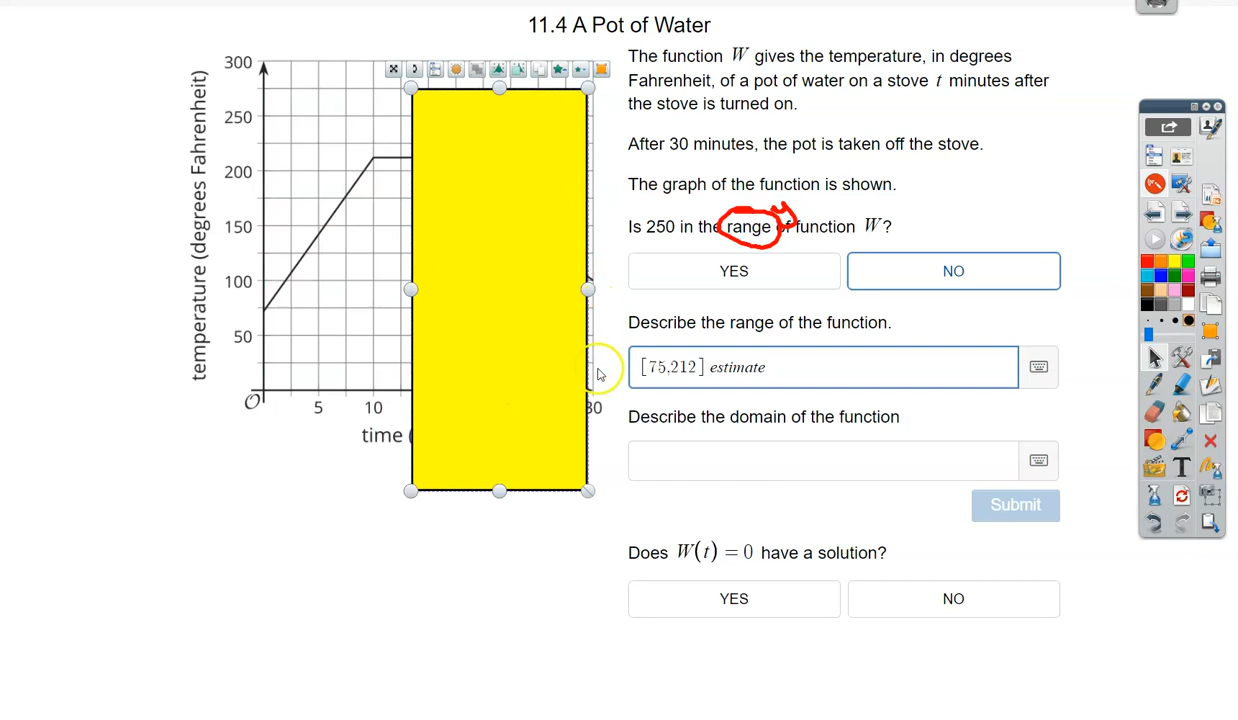 11.4 A Pot of Water
300
250
200
150
100
50
O
5
10
30
temperature (degrees Fahrenheit)
time (
The function W gives the temperature, in degrees
Fahrenheit, of a pot of water on a stove t minutes after
the stove is turned on.
After 30 minutes, the pot is taken off the stove.
The graph of the function is shown.
y
Is 250 in the range of function W?
YES
NO
Describe the range of the function.
[75,212] estimate
Describe the domain of the function
Submit
Does W(t) = 0 have a solution?
YES
NO